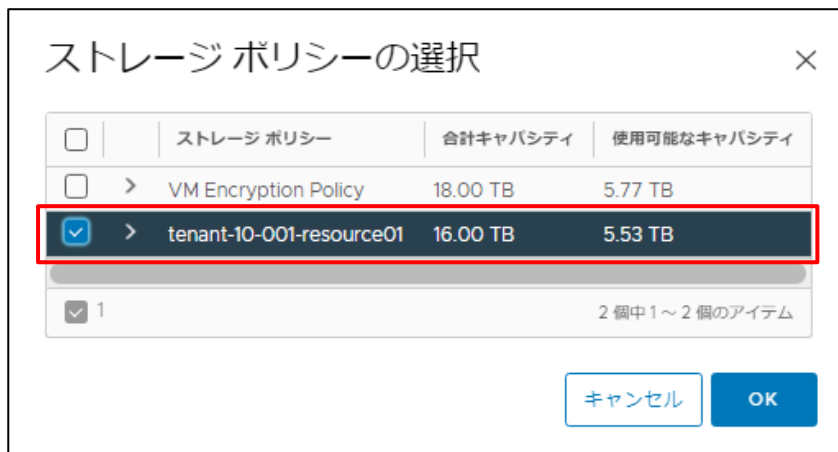 ストレージ ポリシーの選択
ストレージ ポリシー 合計キャパシティ 使用可能なキャパシティ
VM Encryption Policy 18.00 TB 5.77 TB
tenant-10-001-resource01 16.00 TB 5.53 TB
1 2 個中 1 ～ 2 個のアイテム
キャンセル OK